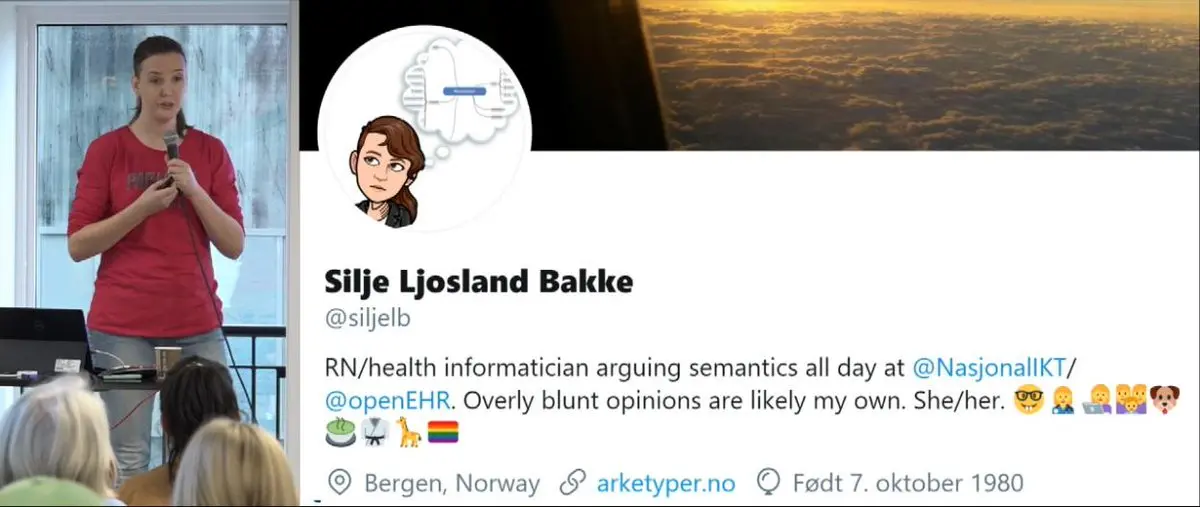 Silje Ljosland Bakke
@siljelb
RN/health informatician arguing semantics all day at @NasjonalIKT/
@openEHR. Overly blunt opinions are likely my own. She/her. 🤓👩‍⚕️👩‍💻👩‍👩‍👦🐶
🍵🥋🦒🏳️‍🌈
Bergen, Norway arketyper.no Født 7. oktober 1980